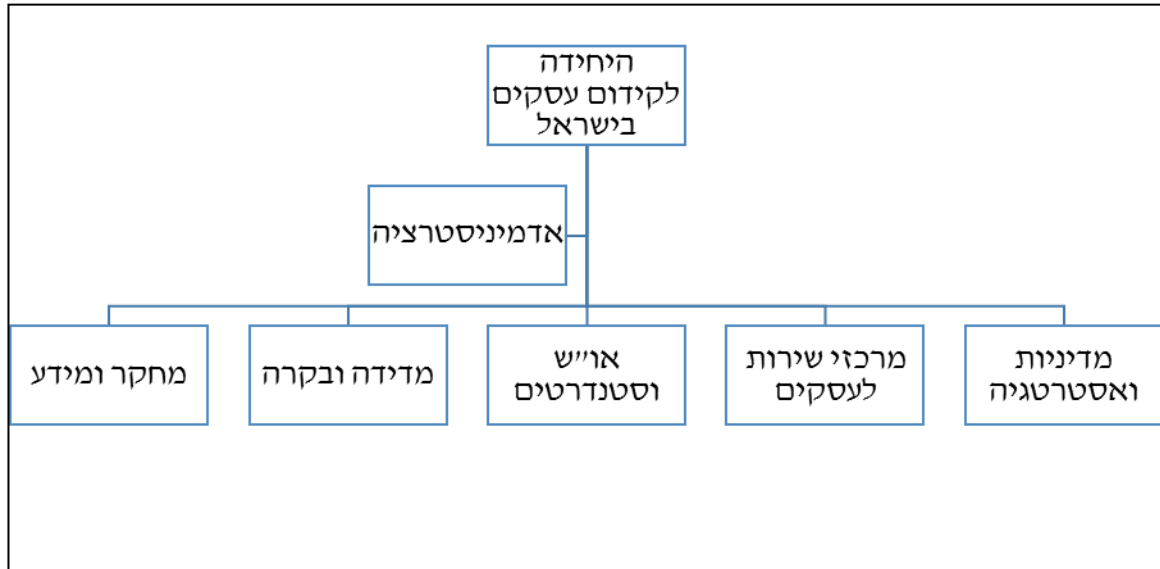 היחידה
לקידום עסקים
בישראל
אדמיניסטרציה
מדיניות
ואסטרטגיה
מרכזי שירות
לעסקים
או״ש
וסטנדרטים
מדידה ובקרה
מחקר ומידע